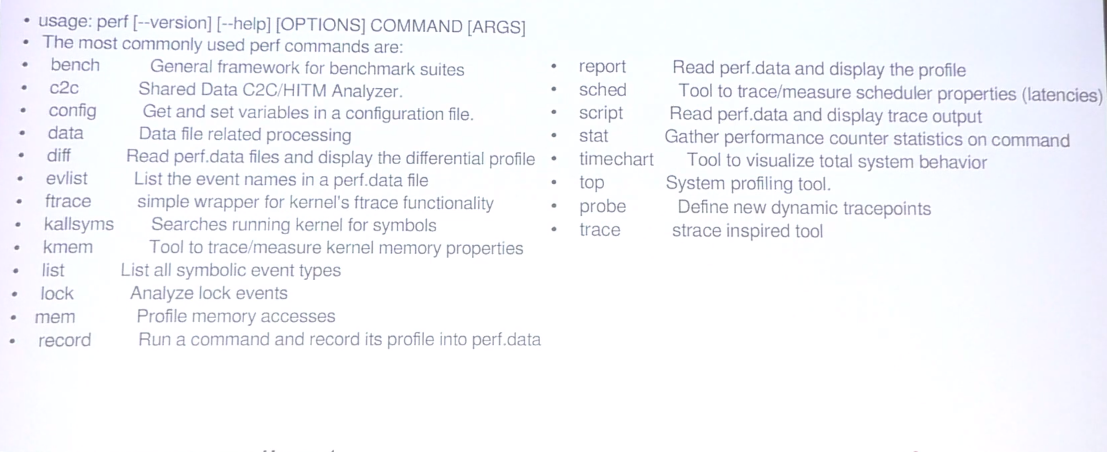 • usage: perf [--version] [--help] [OPTIONS] COMMAND [ARGS]
• The most commonly used perf commands are:
• bench General framework for benchmark suites
• c2c Shared Data C2C/HITM Analyzer.
• config Get and set variables in a configuration file.
• data Data file related processing
• diff Read perf.data files and display the differential profile
• evlist List the event names in a perf.data file
• ftrace simple wrapper for kernel's ftrace functionality
• kallsyms Searches running kernel for symbols
• kmem Tool to trace/measure kernel memory properties
• list List all symbolic event types
• lock Analyze lock events
• mem Profile memory accesses
• record Run a command and record its profile into perf.data
• report Read perf.data and display the profile
• sched Tool to trace/measure scheduler properties (latencies)
• script Read perf.data and display trace output
• stat Gather performance counter statistics on command
• timechart Tool to visualize total system behavior
• top System profiling tool.
• probe Define new dynamic tracepoints
• trace strace inspired tool